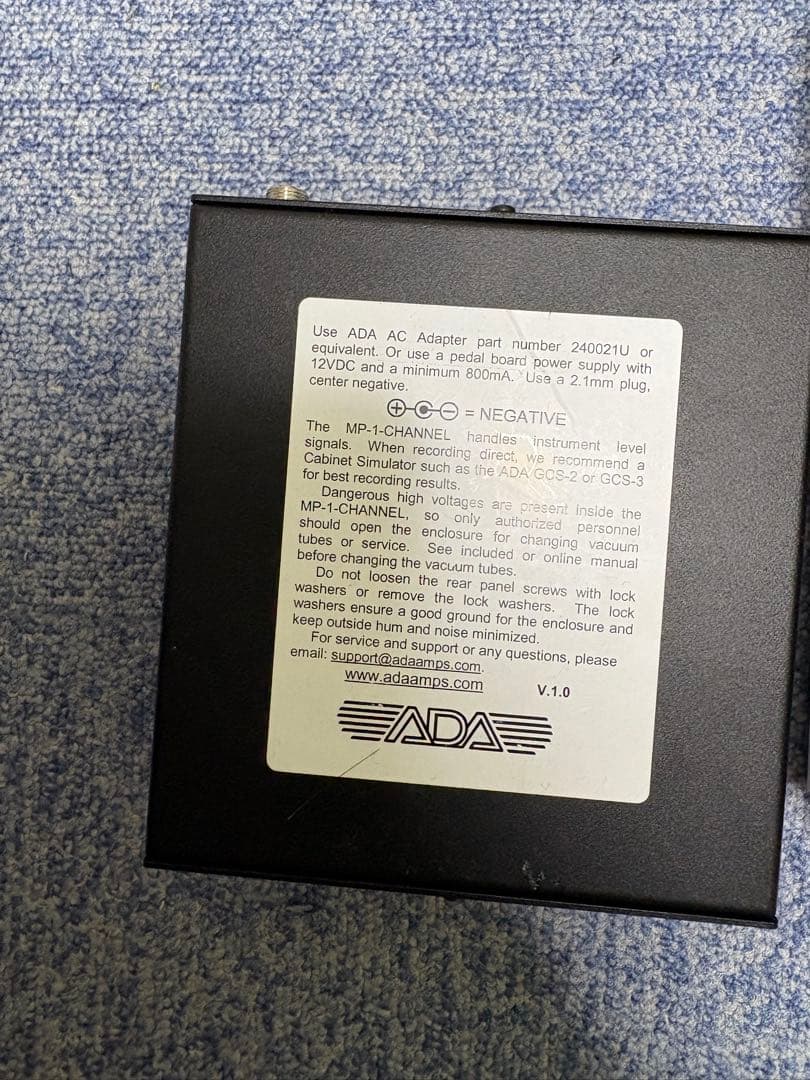 Use ADA AC Adapter part number 240021U or
equivalent. Or use a pedal board power supply with
12VDC and a minimum 800mA. Use a 2.1mm plug,
center negative.
= NEGATIVE
The MP-1-CHANNEL handles instrument level
signals. When recording direct, we recommend a
Cabinet Simulator such as the ADA GCS-2 or GCS-3
for best recording results.
Dangerous high voltages are present inside the
MP-1-CHANNEL, so only authorized personnel
should open the enclosure for changing vacuum
tubes or service. See included or online manual
before changing the vacuum tubes.
Do not loosen the rear panel screws with lock
washers or remove the lock washers. The lock
washers ensure a good ground for the enclosure and
keep outside hum and noise minimized.
For service and support or any questions, please
email: support@adaamps.com.
www.adaamps.com V.1.0
ADA